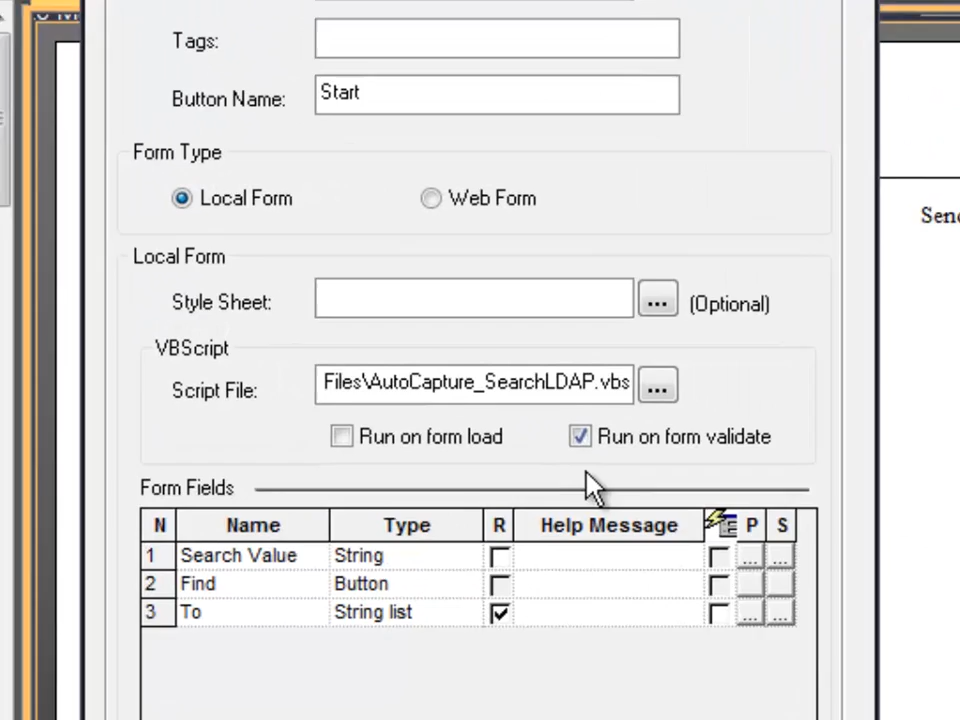 Tags:
Button Name: Start
Form Type
Local Form Web Form
Send
Local Form
Style Sheet: ... (Optional)
VBScript
Script File: Files\AutoCapture_SearchLDAP.vbs ...
Run on form load Run on form validate
Form Fields
N Name Type R Help Message P S
1 Search Value String ... ...
2 Find Button
3 To String list ... ...